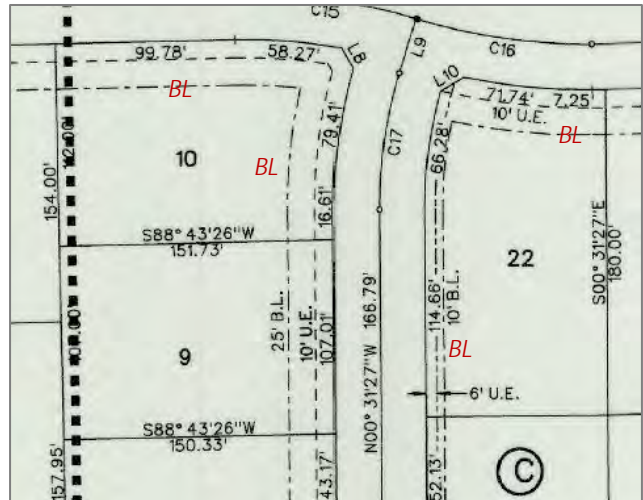 C15
C16
L9
L8
L10
99.78'
58.27'
71.74'
7.25'
10' U.E.
BL
BL
BL
79.41'
C17
66.28'
112.00'
10
154.00'
16.61'
S88° 43'26"W
151.73'
22
S00° 31'27"E
180.00'
166.79'
N00° 31'27"W
114.66'
10' B.L.
25' B.L.
10' U.E.
107.01'
9
BL
6' U.E.
S88° 43'26"W
150.33'
157.95'
43.17'
52.13'
C